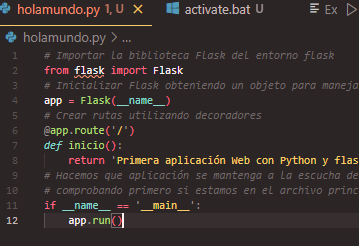 holamundo.py 1, U
activate.bat U
Ex
holamundo.py > ...
1 # Importar la biblioteca Flask del entorno flask
2 from flask import Flask
3 # Inicializar Flask obteniendo un objeto para maneja
4 app = Flask(__name__)
5 # Crear rutas utilizando decoradores
6 @app.route('/')
7 def inicio():
8 return 'Primera aplicación Web con Python y flas
9 # Hacemos que aplicación se mantenga a la escucha de
10 # comprobando primero si estamos en el archivo princ
11 if __name__ == '__main__':
12 app.run()